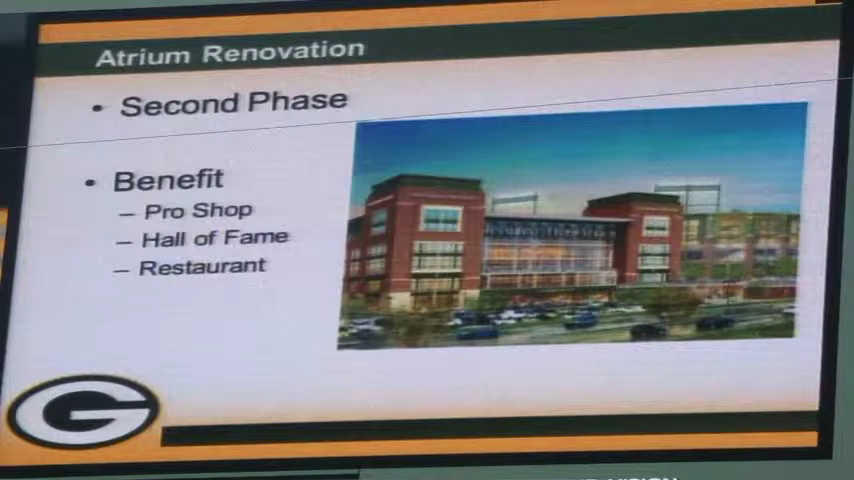 Atrium Renovation
• Second Phase
• Benefit
– Pro Shop
– Hall of Fame
– Restaurant
G